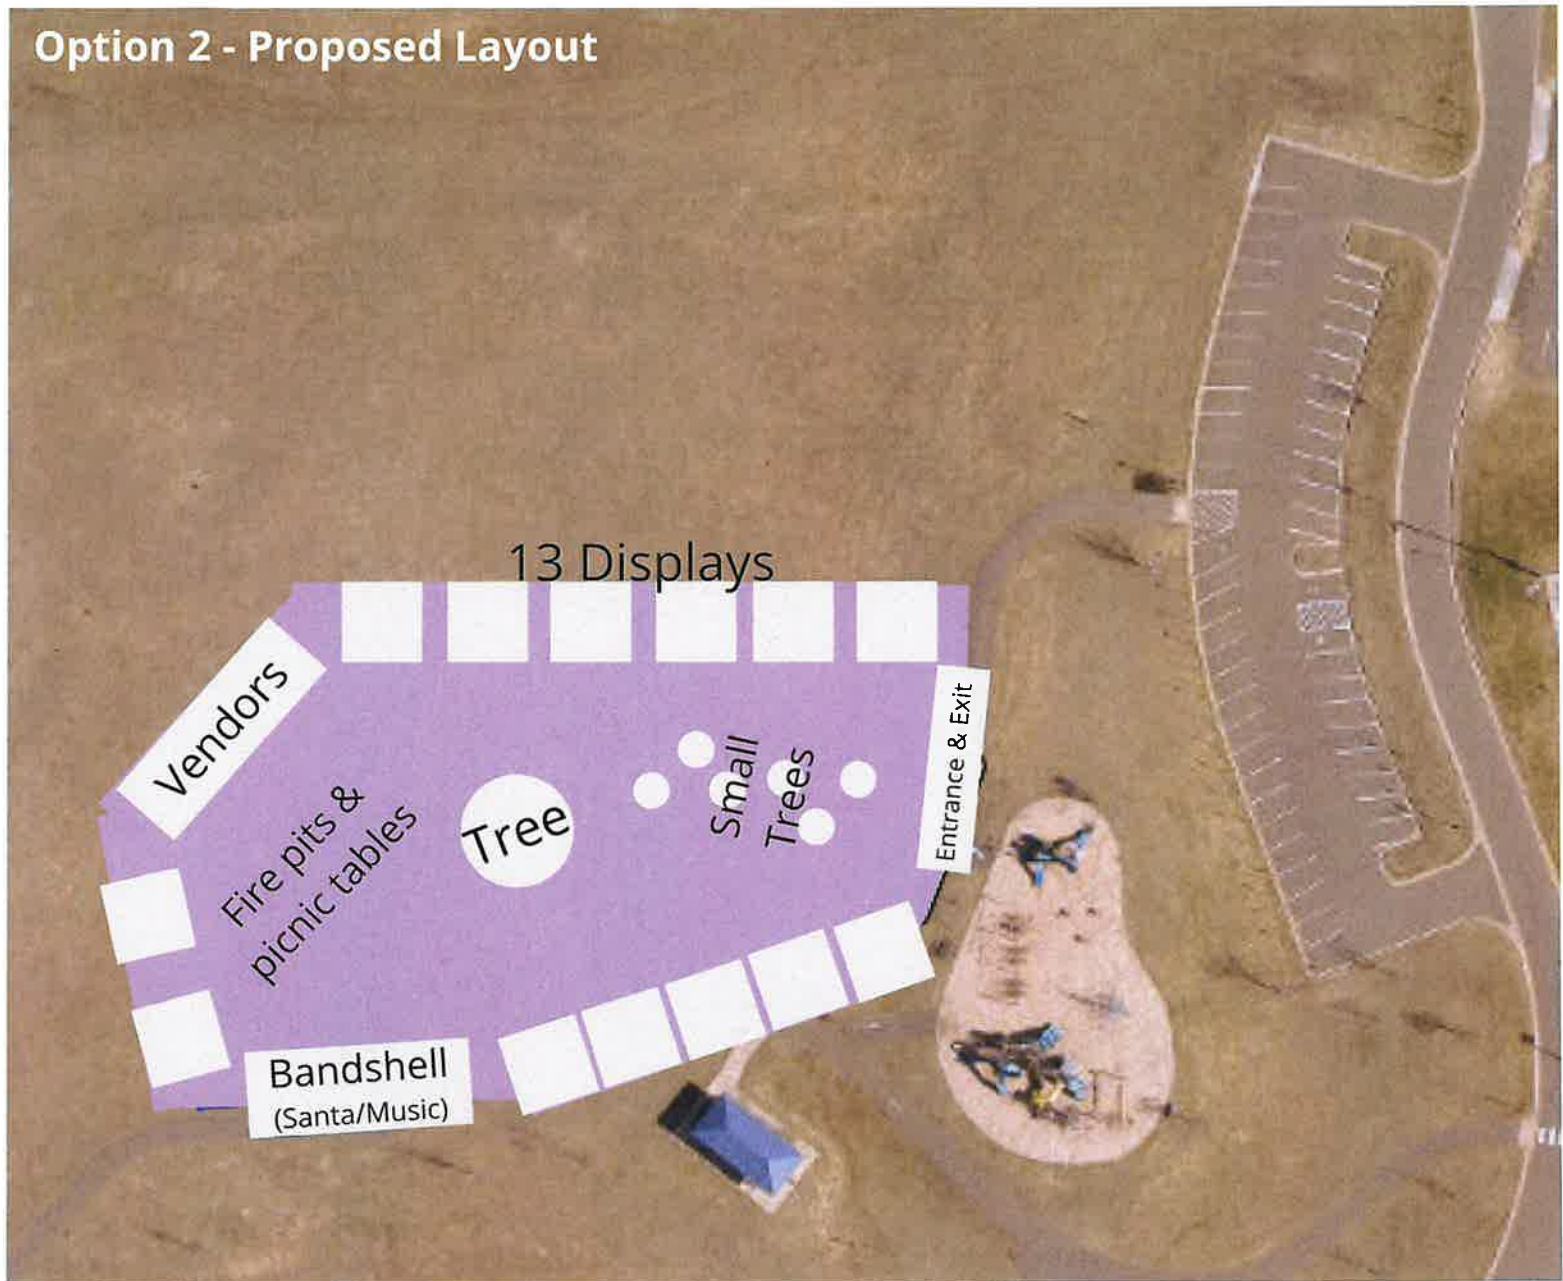 Option 2 - Proposed Layout
13 Displays
Vendors
Fire pits &
picnic tables
Tree
Small
Trees
Entrance & Exit
Bandshell
(Santa/Music)